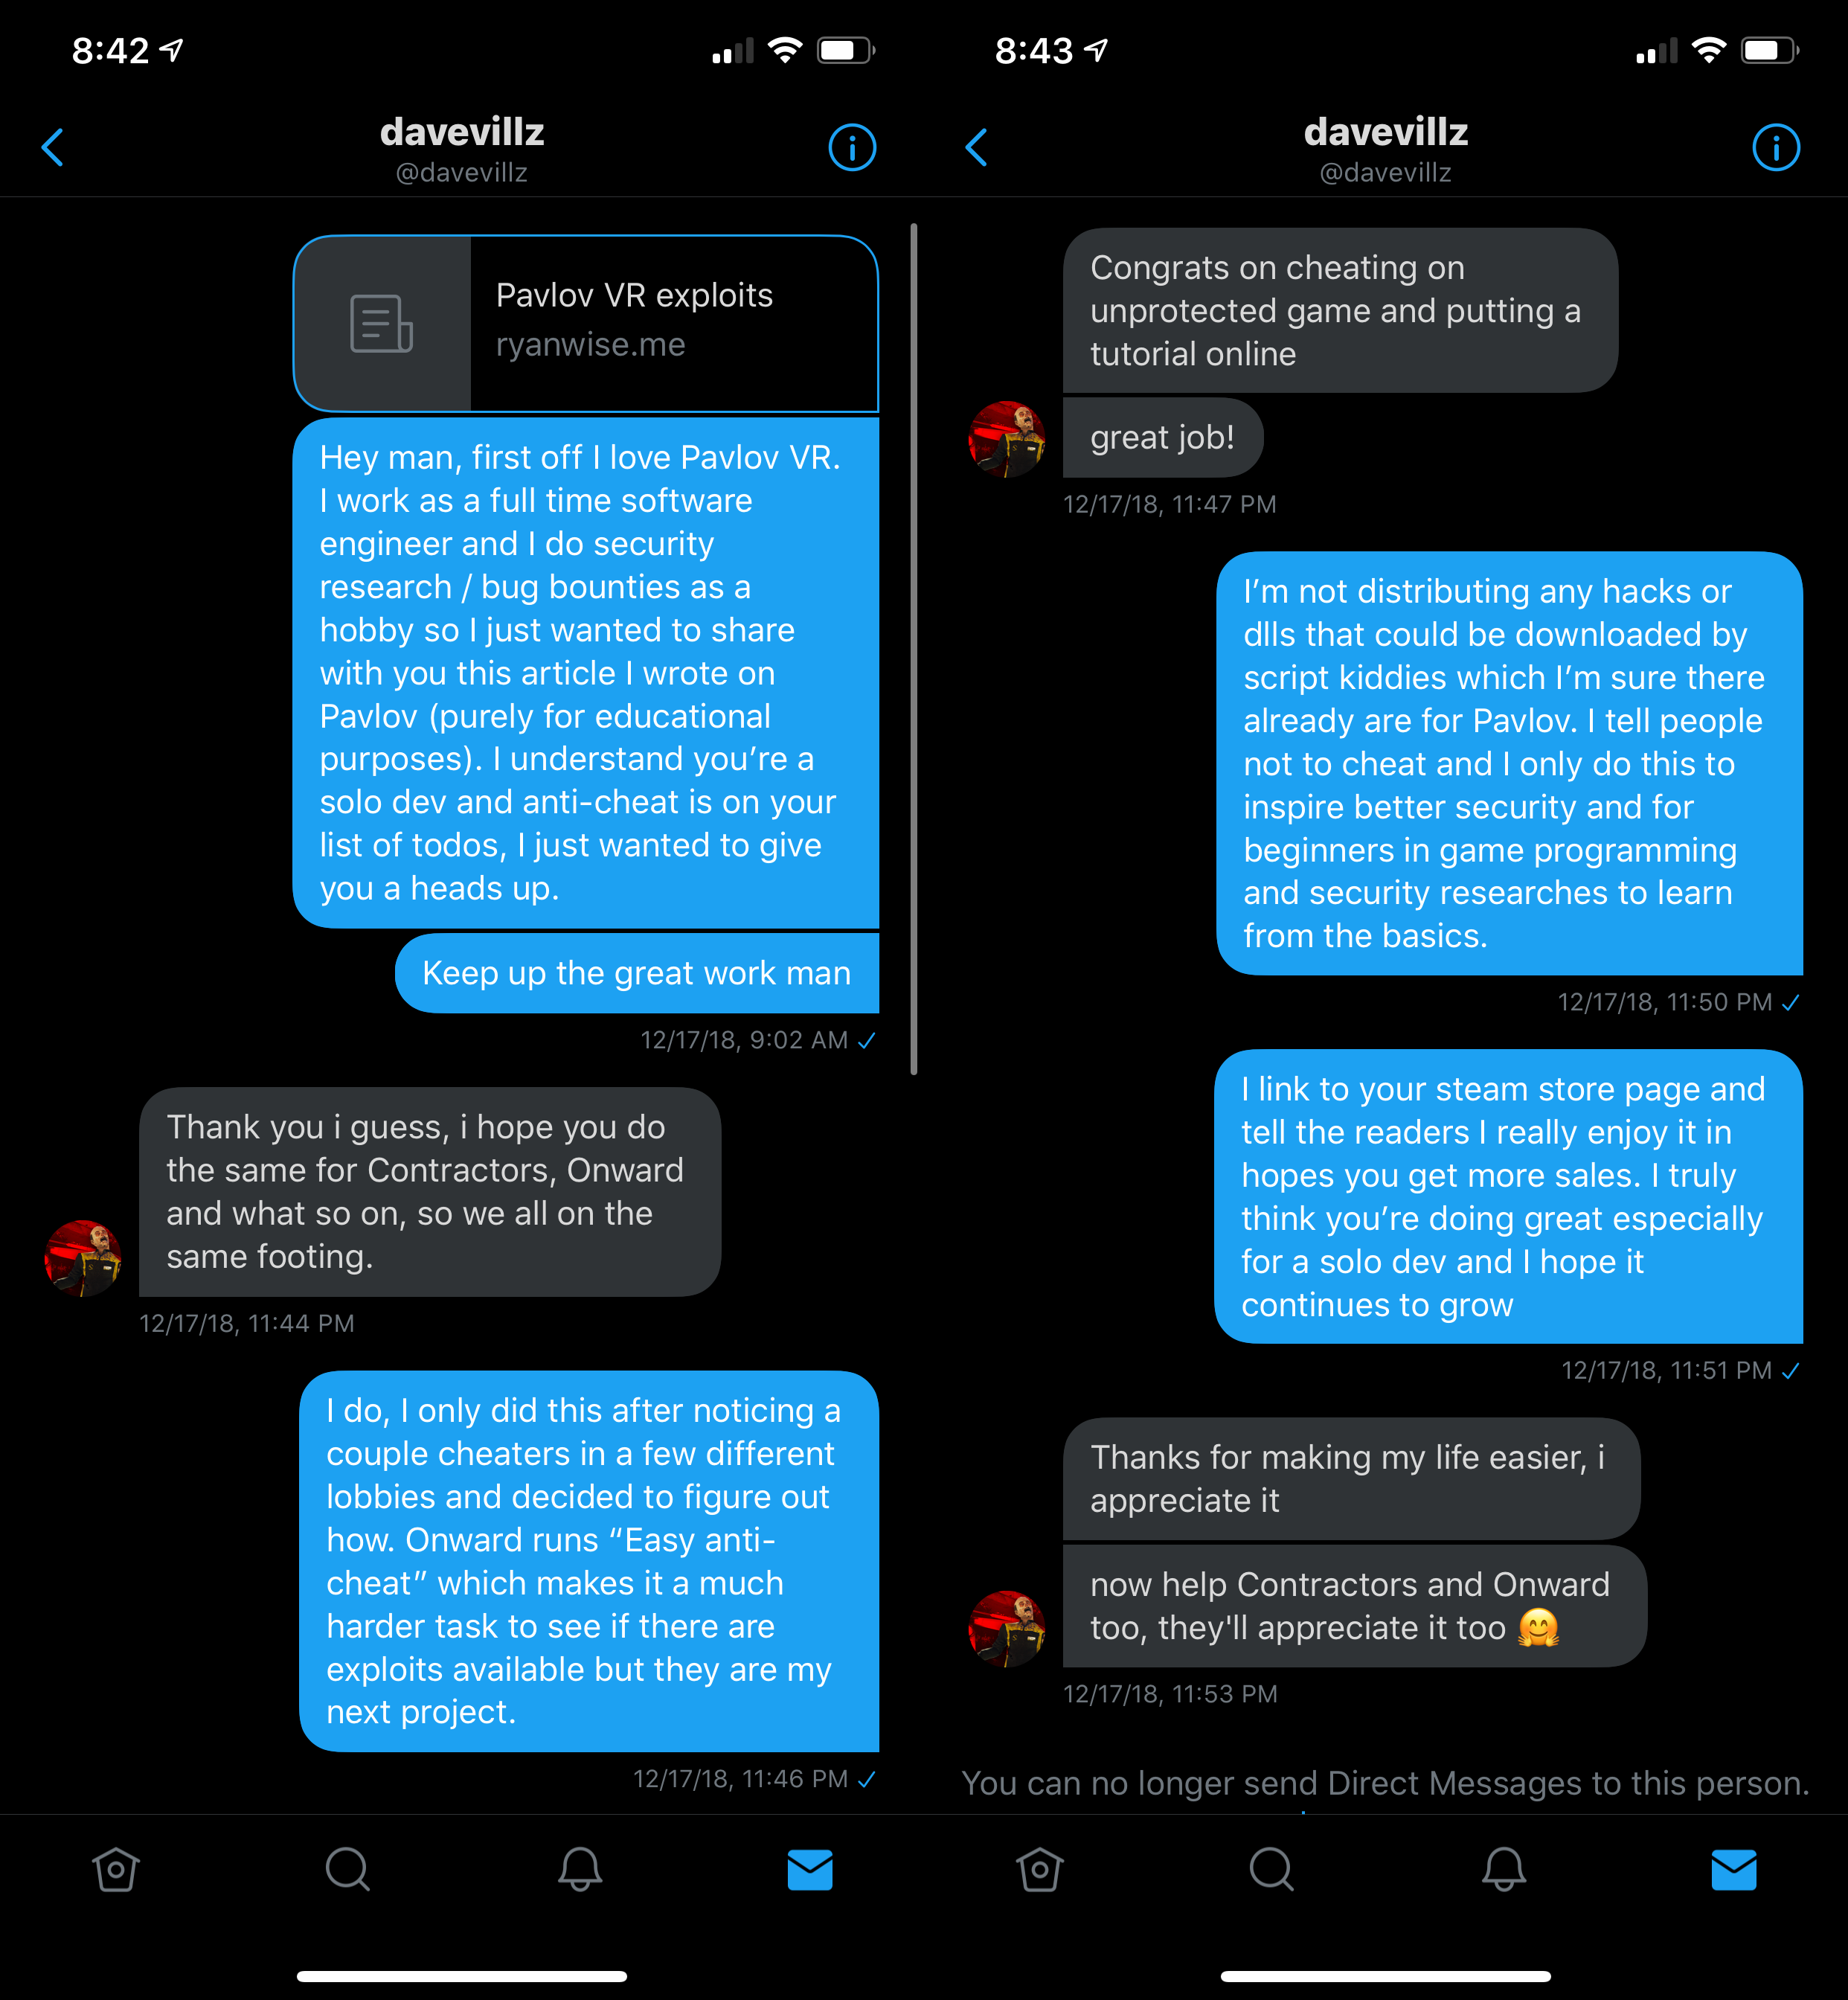 8:42
davevillz
@davevillz
Pavlov VR exploits
ryanwise.me
Hey man, first off I love Pavlov VR.
I work as a full time software
engineer and I do security
research / bug bounties as a
hobby so I just wanted to share
with you this article I wrote on
Pavlov (purely for educational
purposes). I understand you’re a
solo dev and anti-cheat is on your
list of todos, I just wanted to give
you a heads up.
Keep up the great work man
12/17/18, 9:02 AM
Thank you i guess, i hope you do
the same for Contractors, Onward
and what so on, so we all on the
same footing.
12/17/18, 11:44 PM
I do, I only did this after noticing a
couple cheaters in a few different
lobbies and decided to figure out
how. Onward runs “Easy anti-
cheat” which makes it a much
harder task to see if there are
exploits available but they are my
next project.
12/17/18, 11:46 PM
8:43
davevillz
@davevillz
Congrats on cheating on
unprotected game and putting a
tutorial online
great job!
12/17/18, 11:47 PM
I’m not distributing any hacks or
dlls that could be downloaded by
script kiddies which I’m sure there
already are for Pavlov. I tell people
not to cheat and I only do this to
inspire better security and for
beginners in game programming
and security researches to learn
from the basics.
12/17/18, 11:50 PM
I link to your steam store page and
tell the readers I really enjoy it in
hopes you get more sales. I truly
think you’re doing great especially
for a solo dev and I hope it
continues to grow
12/17/18, 11:51 PM
Thanks for making my life easier, i
appreciate it
now help Contractors and Onward
too, they'll appreciate it too 🤗
12/17/18, 11:53 PM
You can no longer send Direct Messages to this person.